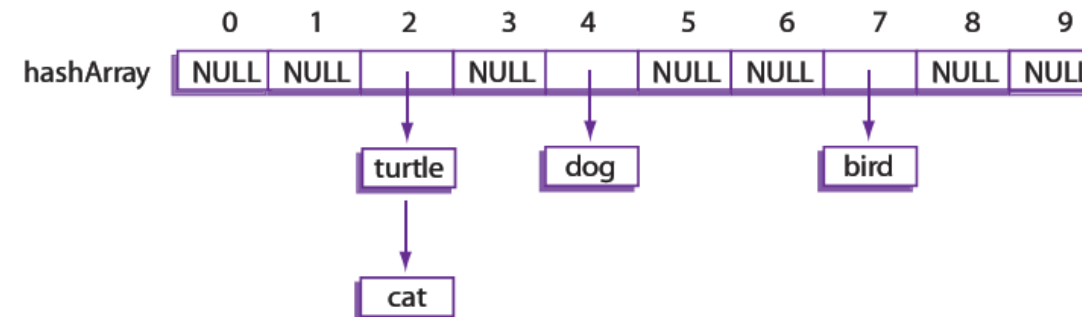 0 1 2 3 4 5 6 7 8 9
hashArray NULL NULL NULL NULL NULL NULL NULL
turtle dog bird
cat